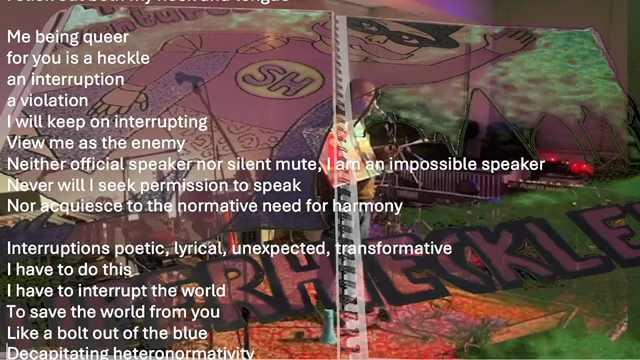 Me being queer
for you is a heckle
an interruption
a violation
I will keep on interrupting
View me as the enemy
Neither official speaker nor silent mute, I am an impossible speaker
Never will I seek permission to speak
Nor acquiesce to the normative need for harmony
Interruptions poetic, lyrical, unexpected, transformative
I have to do this
I have to interrupt the world
To save the world from you
Like a bolt out of the blue
Decapitating heteronormativity
SH